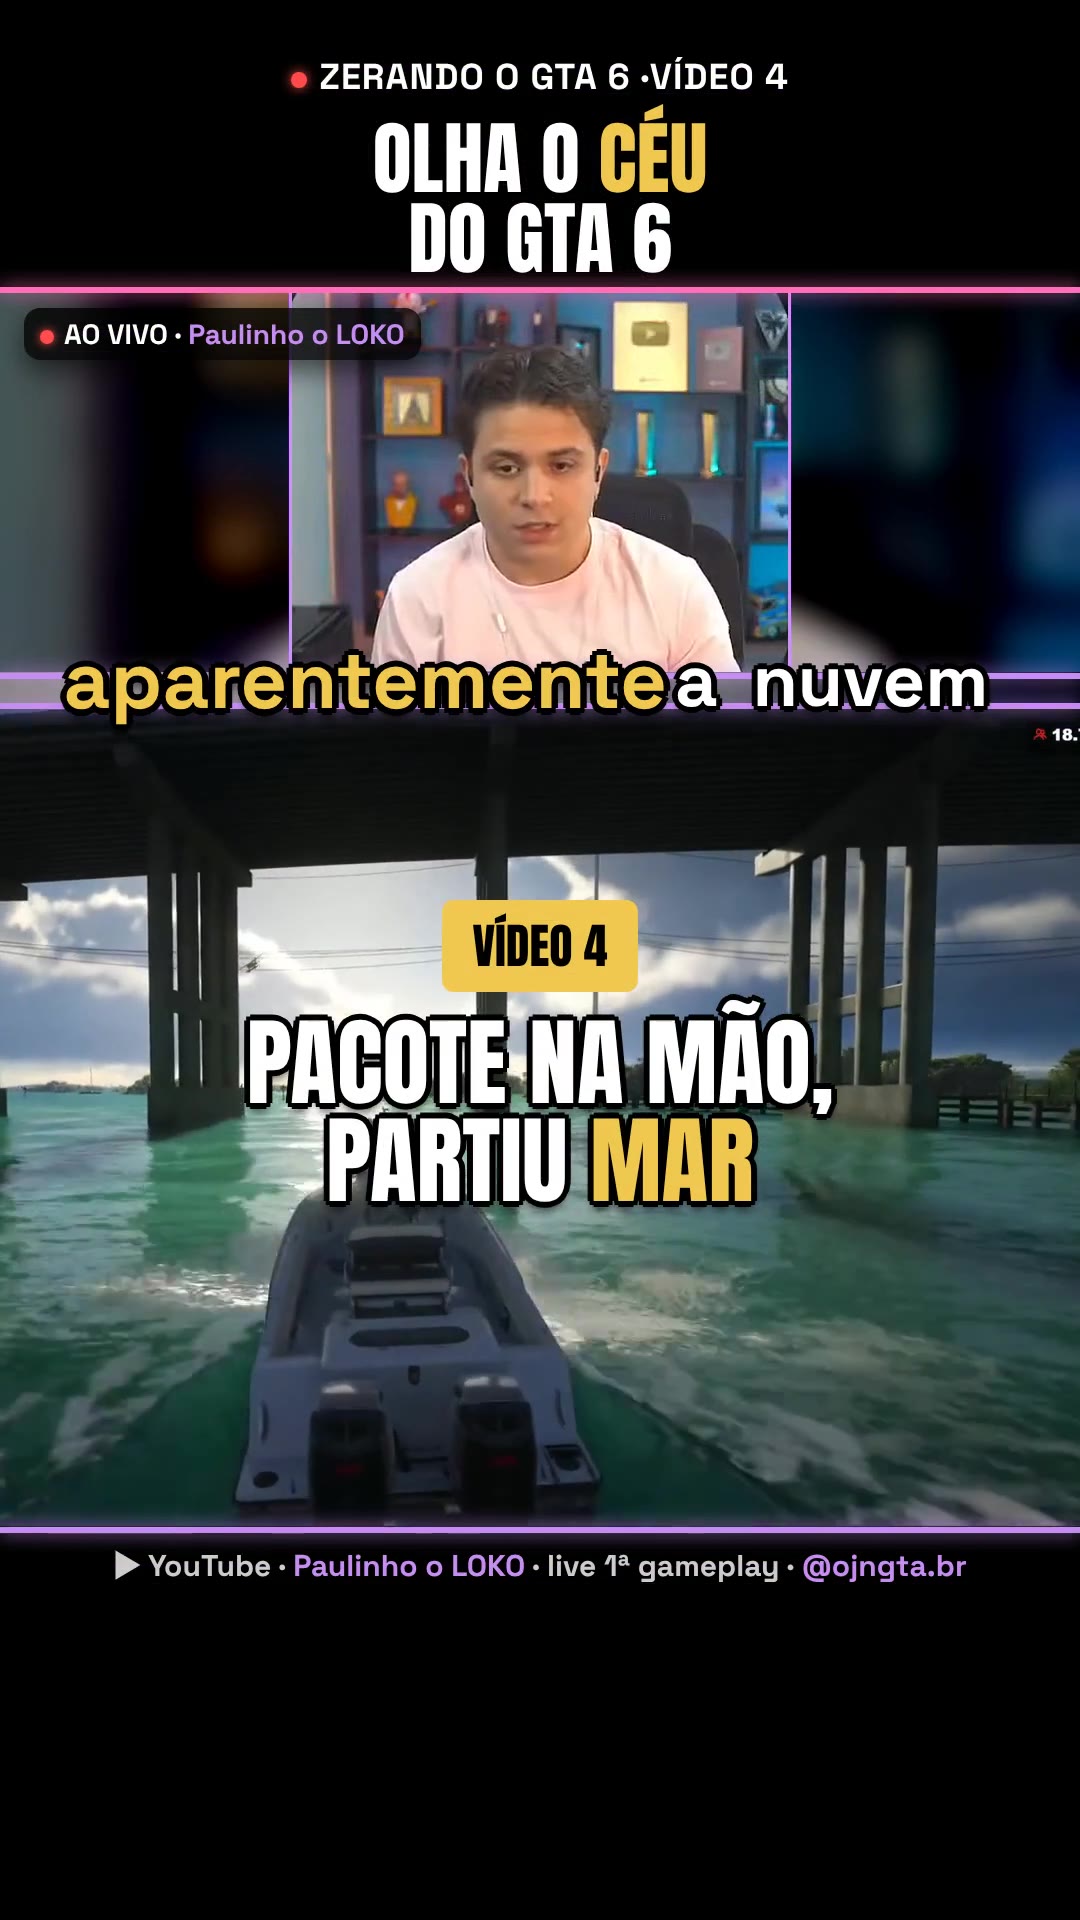 ZERANDO O GTA 6 · VÍDEO 4
OLHA O CÉU
DO GTA 6
AO VIVO · Paulinho o LOKO
aparentemente a nuvem
VÍDEO 4
PACOTE NA MÃO,
PARTIU MAR
▶ YouTube · Paulinho o LOKO · live 1ª gameplay · @ojngta.br